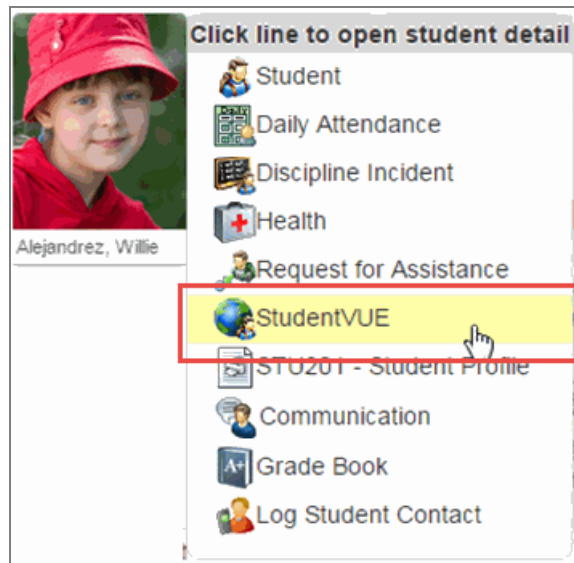 Click line to open student detail
Student
Daily Attendance
Discipline Incident
Health
Alejandrez, Willie
Request for Assistance
StudentVUE
STU201 - Student Profile
Communication
A+
Grade Book
Log Student Contact